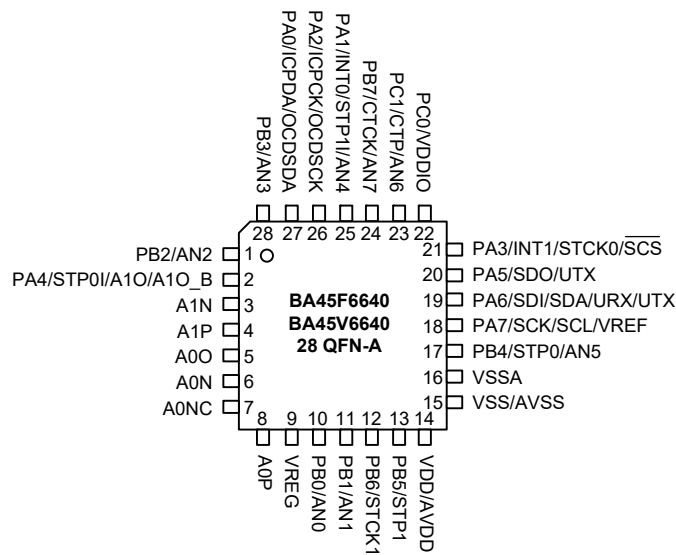 PB3/AN3
PA0/ICPDA/OCDSDA
PA2/ICPCK/OCDSCK
PA1/INT0/STP1I/AN4
PB7/CTCK/AN7
PC1/CTP/AN6
PC0/VDDIO
28 27 26 25 24 23 22
PB2/AN2 1
PA4/STP0I/A1O/A1O_B 2
A1N 3
A1P 4
A0O 5
A0N 6
A0NC 7
BA45F6640
BA45V6640
28 QFN-A
21 PA3/INT1/STCK0/SCS
20 PA5/SDO/UTX
19 PA6/SDI/SDA/URX/UTX
18 PA7/SCK/SCL/VREF
17 PB4/STP0/AN5
16 VSSA
15 VSS/AVSS
8 9 10 11 12 13 14
A0P
VREG
PB0/AN0
PB1/AN1
PB6/STCK1
PB5/STP1
VDD/AVDD